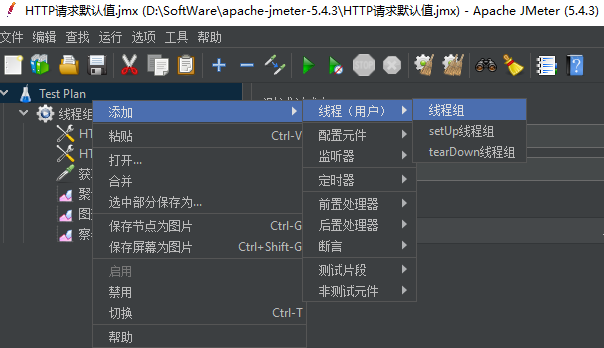 HTTP请求默认值.jmx (D:\SoftWare\apache-jmeter-5.4.3\HTTP请求默认值.jmx) - Apache JMeter (5.4.3)
文件 编辑 查找 运行 选项 工具 帮助
Test Plan
线程组
HT
HT
获
聚
图
察
添加
粘贴 Ctrl-V
打开...
合并
选中部分保存为...
保存节点为图片 Ctrl-G
保存屏幕为图片 Ctrl+Shift-G
启用
禁用
切换 Ctrl-T
帮助
线程（用户）
配置元件
监听器
定时器
前置处理器
后置处理器
断言
测试片段
非测试元件
线程组
setUp线程组
tearDown线程组